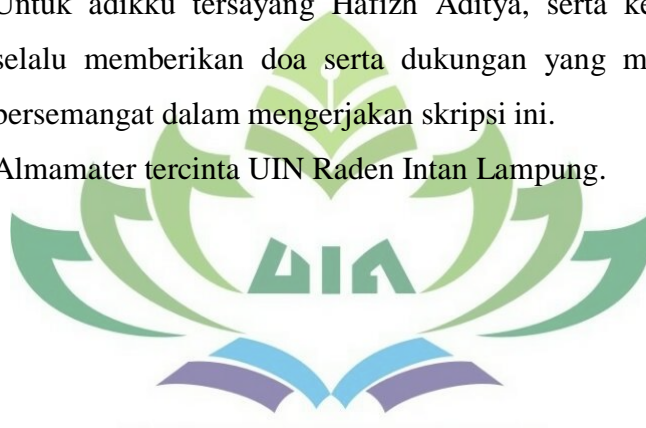 Untuk adikku tersayang Hafizh Aditya, serta
selalu memberikan doa serta dukungan yang
bersemangat dalam mengerjakan skripsi ini.
Almamater tercinta UIN Raden Intan Lampung.
UIN